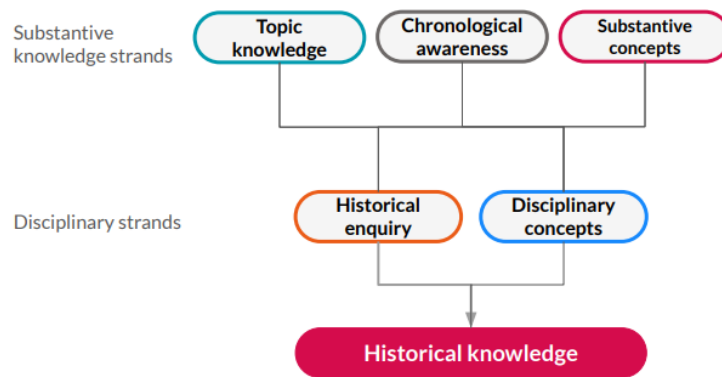 Substantive
knowledge strands
Topic
knowledge
Chronological
awareness
Substantive
concepts
Disciplinary strands
Historical
enquiry
Disciplinary
concepts
Historical knowledge